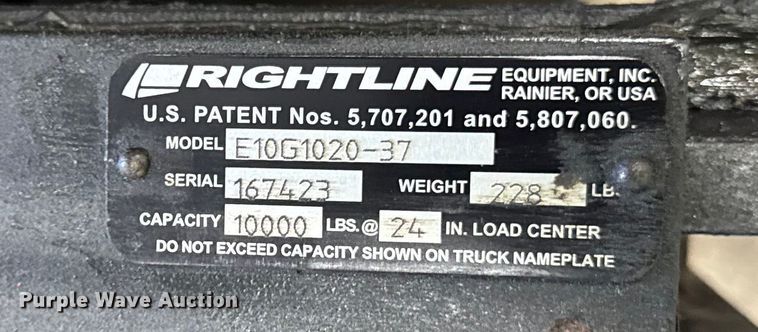 RIGHTLINE EQUIPMENT, INC.
RAINIER, OR USA
U.S. PATENT Nos. 5,707,201 and 5,807,060.
MODEL E10G1020-37
SERIAL 167423 WEIGHT 228 LB.
CAPACITY 10000 LBS.@ 24 IN. LOAD CENTER
DO NOT EXCEED CAPACITY SHOWN ON TRUCK NAMEPLATE
Purple Wave Auction